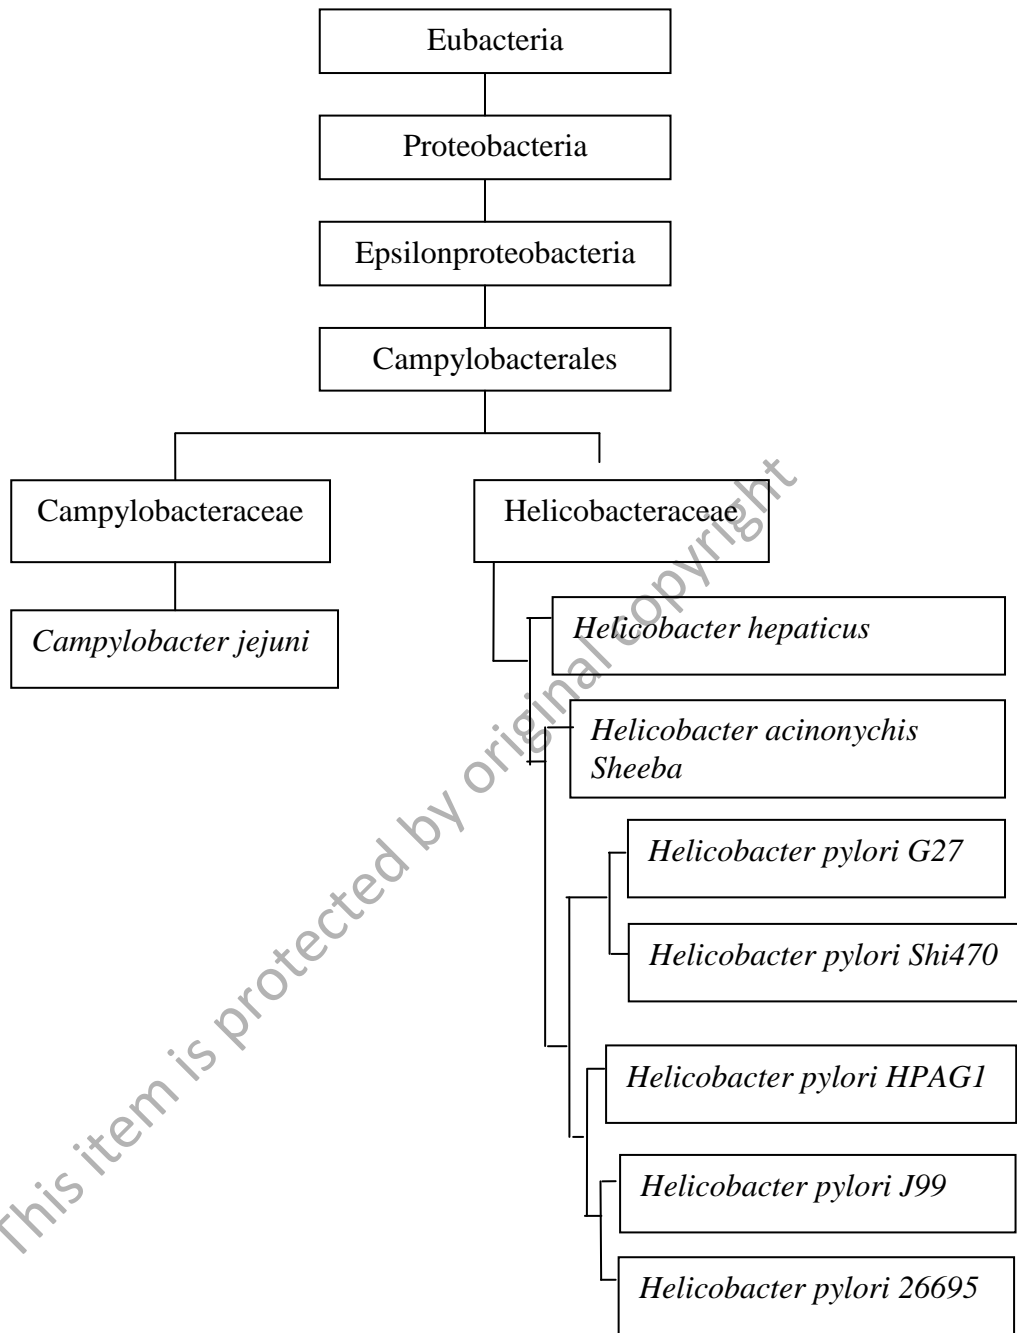 Eubacteria
Proteobacteria
Epsilonproteobacteria
Campylobacterales
Campylobacteraceae
Helicobacteraceae
Campylobacter jejuni
Helicobacter hepaticus
Helicobacter acinonychis
Sheeba
Helicobacter pylori G27
Helicobacter pylori Shi470
Helicobacter pylori HPAG1
Helicobacter pylori J99
Helicobacter pylori 26695
This item is protected by original copyright